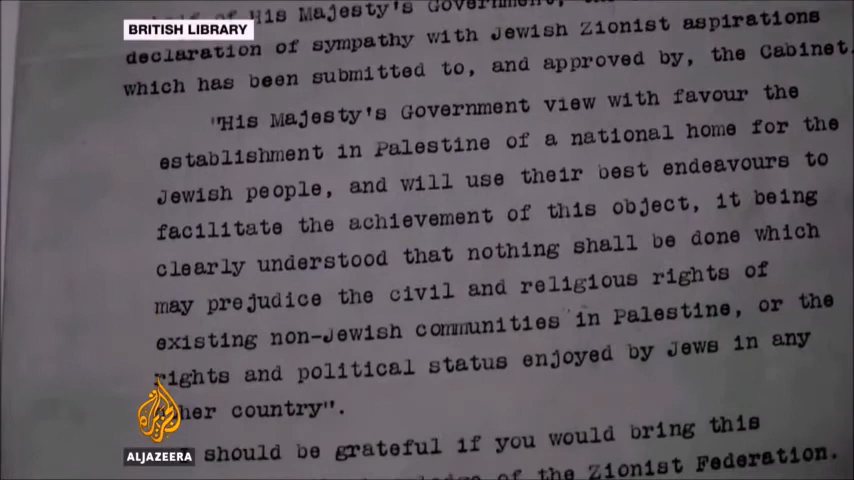 half of His Majesty's Government, the
BRITISH LIBRARY
declaration of sympathy with Jewish Zionist aspirations
which has been submitted to, and approved by, the Cabinet.
"His Majesty's Government view with favour the
establishment in Palestine of a national home for the
Jewish people, and will use their best endeavours to
facilitate the achievement of this object, it being
clearly understood that nothing shall be done which
may prejudice the civil and religious rights of
existing non-Jewish communities in Palestine, or the
rights and political status enjoyed by Jews in any
other country".
should be grateful if you would bring this
of the Zionist Federation.
الجزيرة
ALJAZEERA